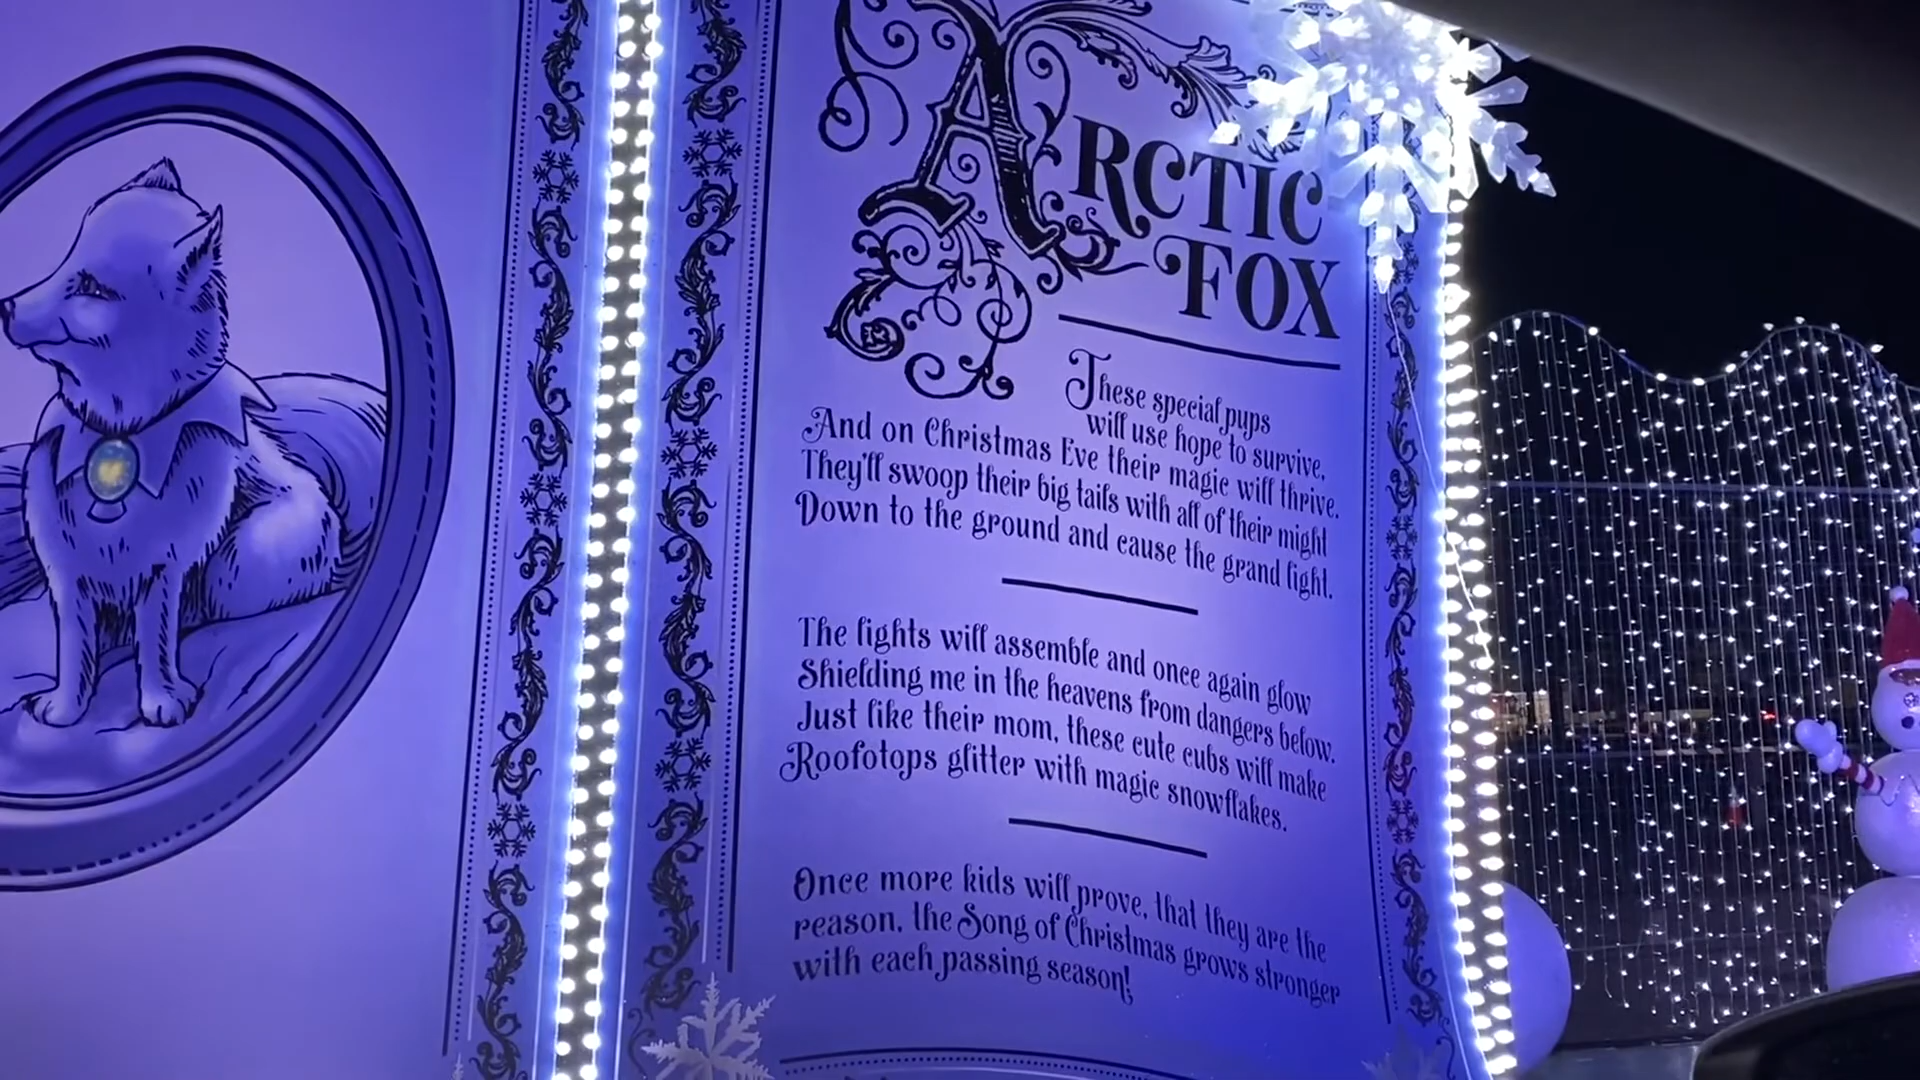 ARCTIC
FOX
These special pups
will use hope to survive,
And on Christmas Eve their magic will thrive.
They'll swoop their big tails with all of their might
Down to the ground and cause the grand light.
The lights will assemble and once again glow
Shielding me in the heavens from dangers below.
Just like their mom, these cute cubs will make
Roofotops glitter with magic snowflakes.
Once more kids will prove, that they are the
reason, the Song of Christmas grows stronger
with each passing season!